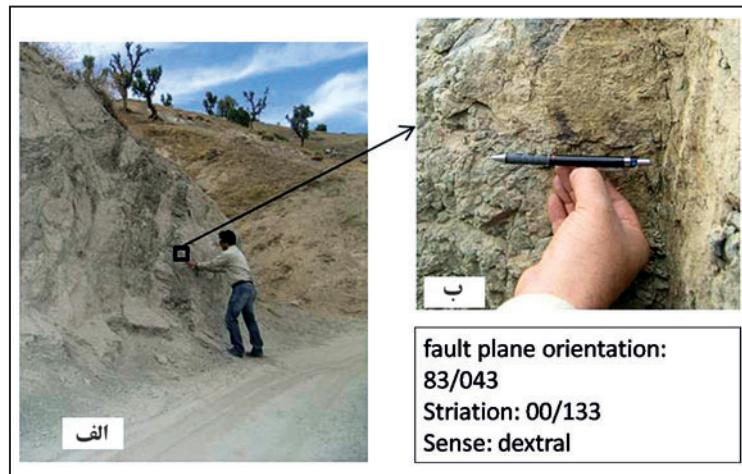 الف
ب
fault plane orientation:
83/043
Striation: 00/133
Sense: dextral